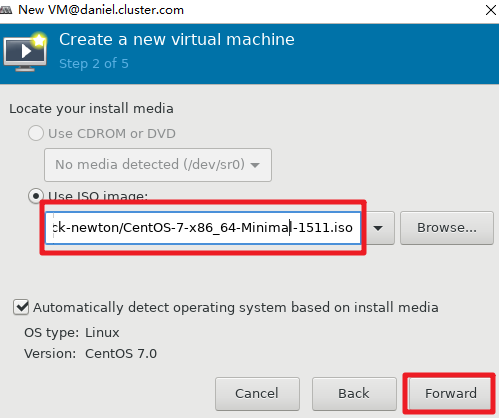 New VM@daniel.cluster.com
Create a new virtual machine
Step 2 of 5
Locate your install media
Use CDROM or DVD
No media detected (/dev/sr0)
Use ISO image:
ck-newton/CentOS-7-x86_64-Minimal-1511.iso
Browse...
Automatically detect operating system based on install media
OS type: Linux
Version: CentOS 7.0
Cancel Back Forward